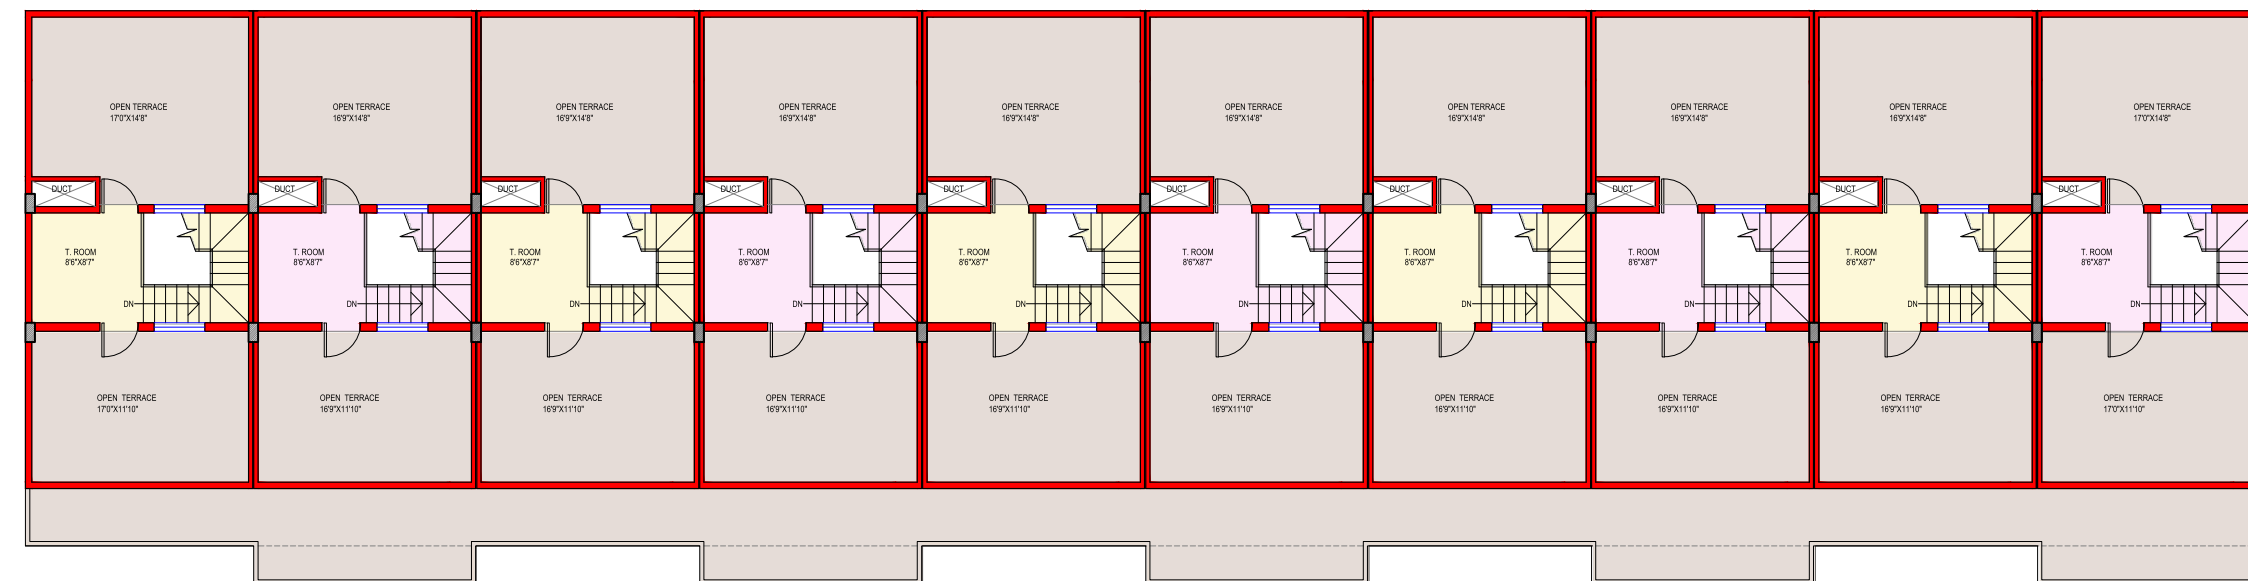 OPEN TERRACE
17'0"X14'8"
OPEN TERRACE
16'9"X14'8"
OPEN TERRACE
16'9"X14'8"
OPEN TERRACE
16'9"X14'8"
OPEN TERRACE
16'9"X14'8"
OPEN TERRACE
16'9"X14'8"
OPEN TERRACE
16'9"X14'8"
OPEN TERRACE
16'9"X14'8"
OPEN TERRACE
16'9"X14'8"
OPEN TERRACE
17'0"X14'8"
DUCT
DUCT
DUCT
DUCT
DUCT
DUCT
DUCT
DUCT
DUCT
DUCT
T. ROOM
8'6"X8'7"
T. ROOM
8'6"X8'7"
T. ROOM
8'6"X8'7"
T. ROOM
8'6"X8'7"
T. ROOM
8'6"X8'7"
T. ROOM
8'6"X8'7"
T. ROOM
8'6"X8'7"
T. ROOM
8'6"X8'7"
T. ROOM
8'6"X8'7"
T. ROOM
8'6"X8'7"
DN
DN
DN
DN
DN
DN
DN
DN
DN
DN
OPEN TERRACE
17'0"X11'10"
OPEN TERRACE
16'9"X11'10"
OPEN TERRACE
16'9"X11'10"
OPEN TERRACE
16'9"X11'10"
OPEN TERRACE
16'9"X11'10"
OPEN TERRACE
16'9"X11'10"
OPEN TERRACE
16'9"X11'10"
OPEN TERRACE
16'9"X11'10"
OPEN TERRACE
16'9"X11'10"
OPEN TERRACE
17'0"X11'10"